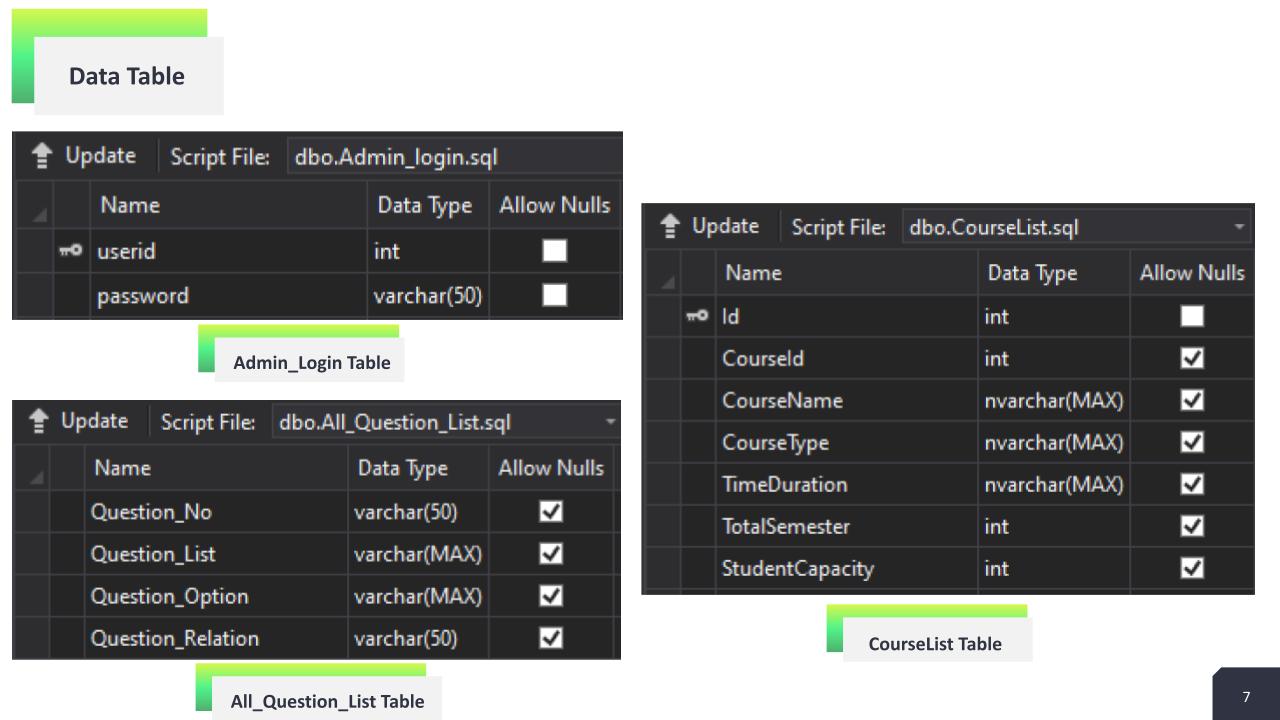 Data Table
Update Script File: dbo.Admin_login.sql
Name Data Type Allow Nulls
userid int
password varchar(50)
Admin_Login Table
Update Script File: dbo.All_Question_List.sql
Name Data Type Allow Nulls
Question_No varchar(50)
Question_List varchar(MAX)
Question_Option varchar(MAX)
Question_Relation varchar(50)
All_Question_List Table
Update Script File: dbo.CourseList.sql
Name Data Type Allow Nulls
Id int
CourseId int
CourseName nvarchar(MAX)
CourseType nvarchar(MAX)
TimeDuration nvarchar(MAX)
TotalSemester int
StudentCapacity int
CourseList Table
7